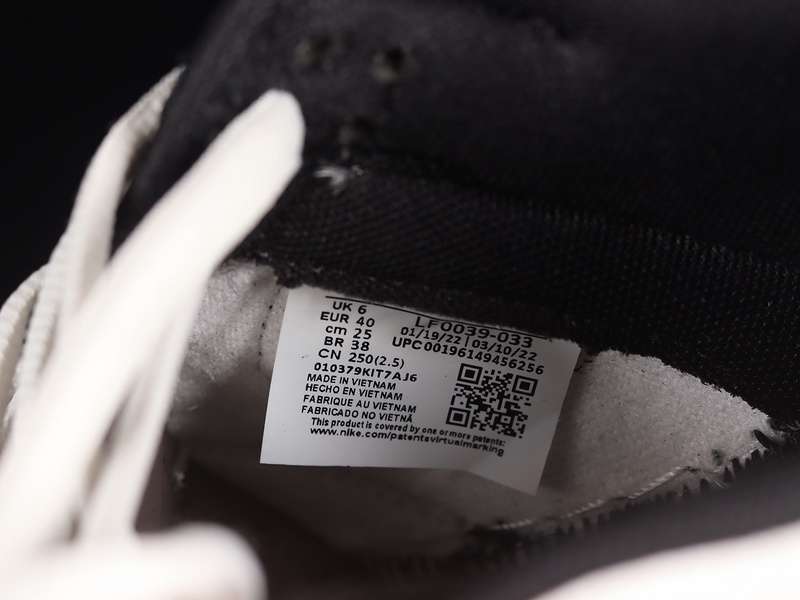 UK 6
EUR 40
cm 25
BR 38
CN 250(2.5)
010379KIT7AJ6
LF0039-033
01/19/22 | 03/10/22
UPC00196149456256
MADE IN VIETNAM
HECHO EN VIETNAM
FABRIQUE AU VIETNAM
FABRICADO NO VIETNÃ
This product is covered by one or more patents:
www.nike.com/patentsvirtualmarking